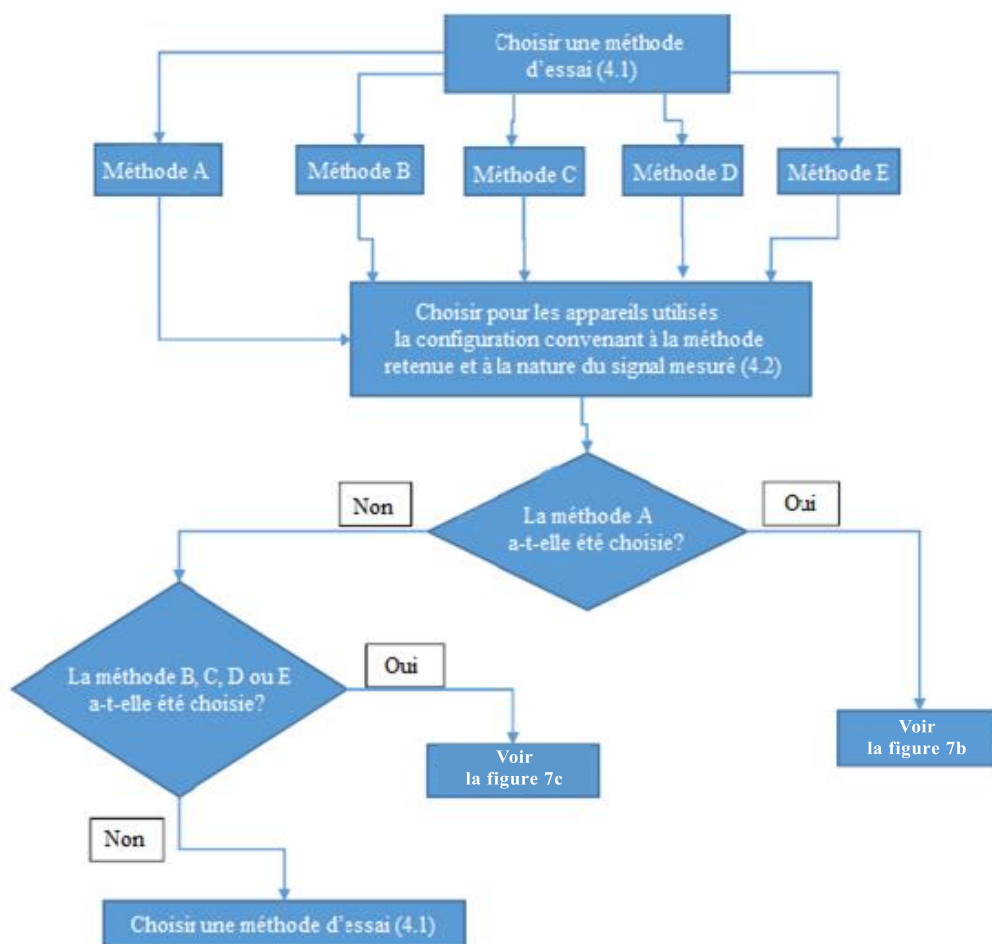 Choisir une méthode
d'essai (4.1)
Méthode A
Méthode B
Méthode C
Méthode D
Méthode E
Choisir pour les appareils utilisés
la configuration convenant à la méthode
retenue et à la nature du signal mesuré (4.2)
Non
La méthode A
a-t-elle été choisie?
Oui
La méthode B, C, D ou E
a-t-elle été choisie?
Oui
Voir
la figure 7c
Voir
la figure 7b
Non
Choisir une méthode d'essai (4.1)